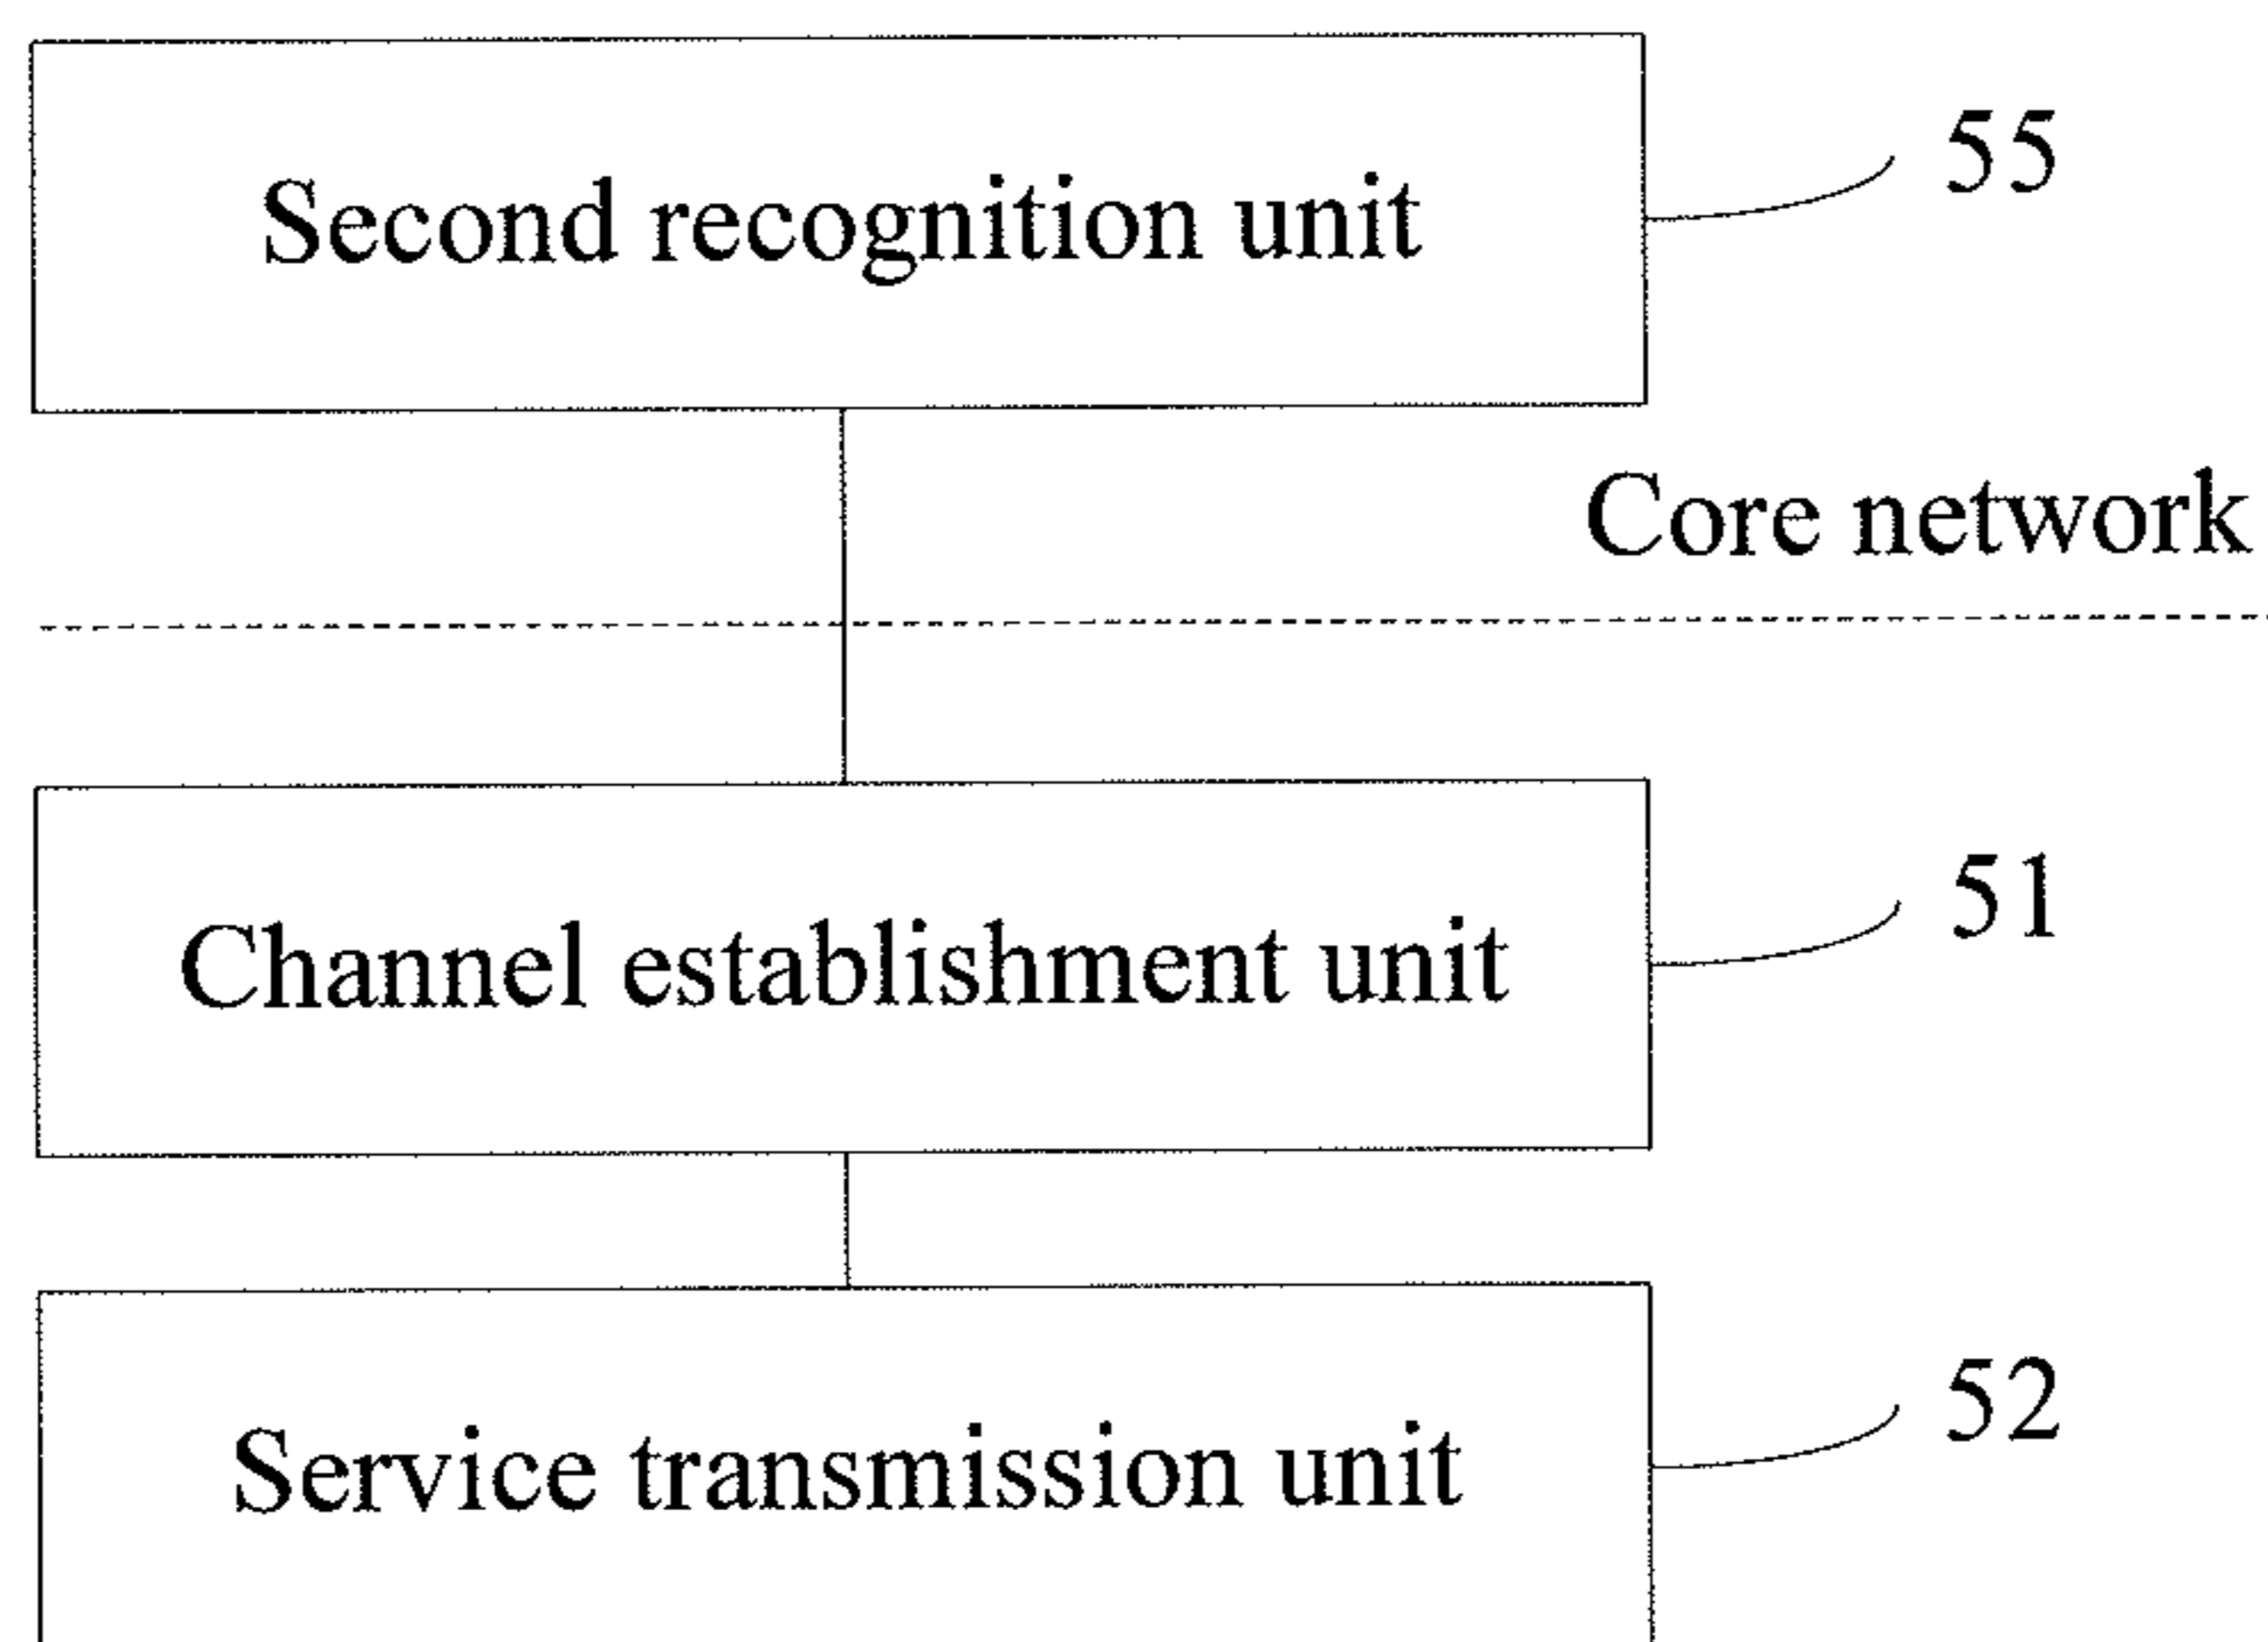 Second recognition unit
55
Core network
Channel establishment unit
51
Service transmission unit
52